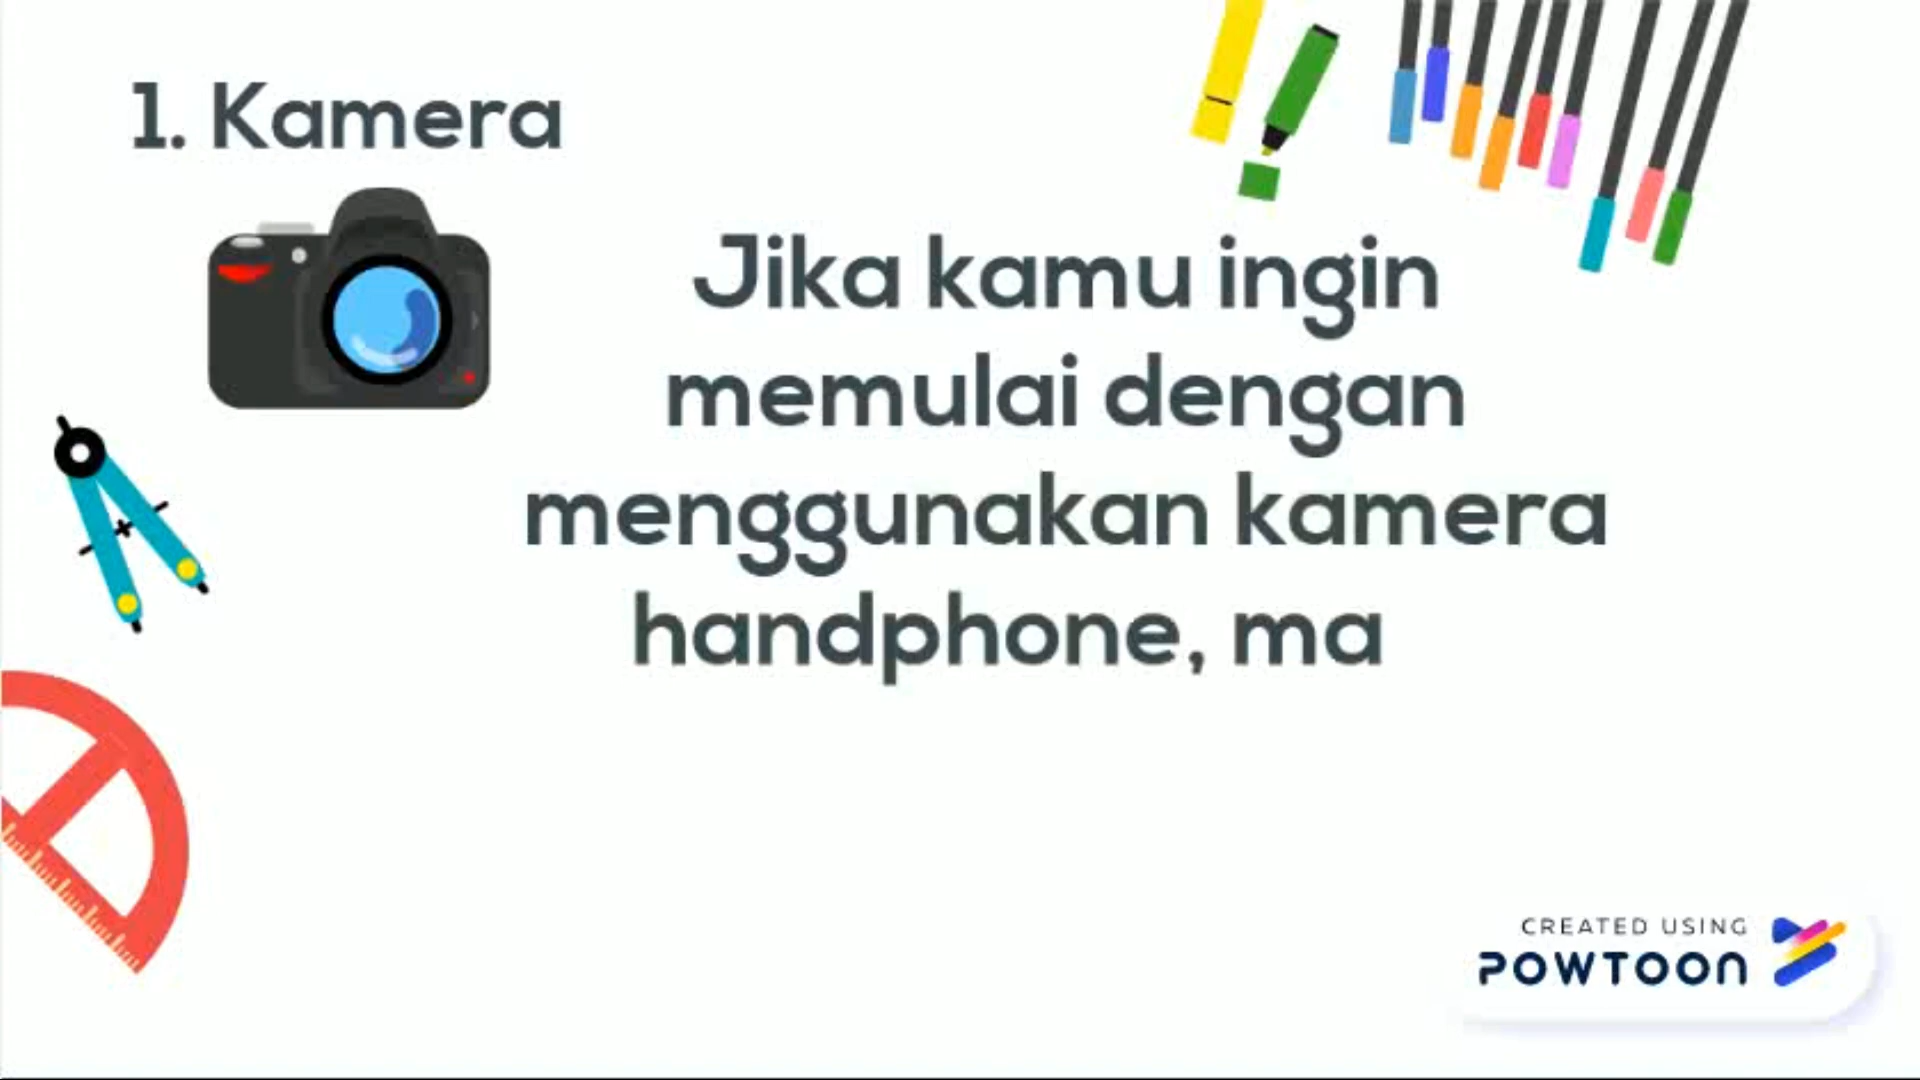 1. Kamera
Jika kamu ingin
memulai dengan
menggunakan kamera
handphone, ma
CREATED USING
POWTOON